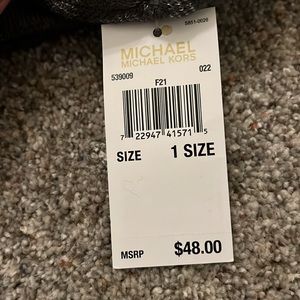 5851-0026
MICHAEL
MICHAEL KORS
539009 022
F21
7 22947 41571 5
SIZE 1 SIZE
MSRP $48.00